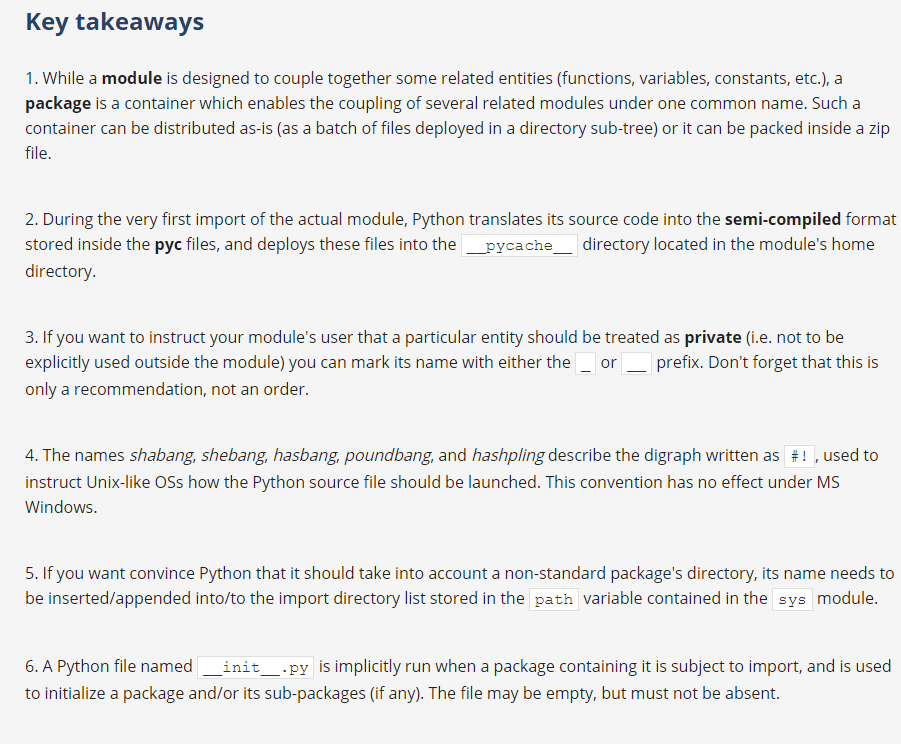 Key takeaways
1. While a module is designed to couple together some related entities (functions, variables, constants, etc.), a
package is a container which enables the coupling of several related modules under one common name. Such a
container can be distributed as-is (as a batch of files deployed in a directory sub-tree) or it can be packed inside a zip
file.
2. During the very first import of the actual module, Python translates its source code into the semi-compiled format
stored inside the pyc files, and deploys these files into the __pycache__ directory located in the module's home
directory.
3. If you want to instruct your module's user that a particular entity should be treated as private (i.e. not to be
explicitly used outside the module) you can mark its name with either the _ or __ prefix. Don't forget that this is
only a recommendation, not an order.
4. The names shabang, shebang, hasbang, poundbang, and hashpling describe the digraph written as #!, used to
instruct Unix-like OSs how the Python source file should be launched. This convention has no effect under MS
Windows.
5. If you want convince Python that it should take into account a non-standard package's directory, its name needs to
be inserted/appended into/to the import directory list stored in the path variable contained in the sys module.
6. A Python file named __init__.py is implicitly run when a package containing it is subject to import, and is used
to initialize a package and/or its sub-packages (if any). The file may be empty, but must not be absent.